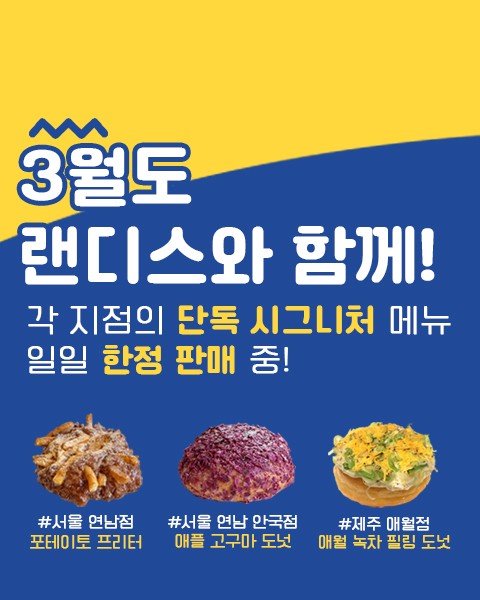 3월도
랜디스와 함께!
각 지점의 단독 시그니처 메뉴
일일 한정 판매 중!
#서울 연남점
포테이토 프리터
#서울 연남 안국점
애플 고구마 도넛
#제주 애월점
애월 녹차 필링 도넛